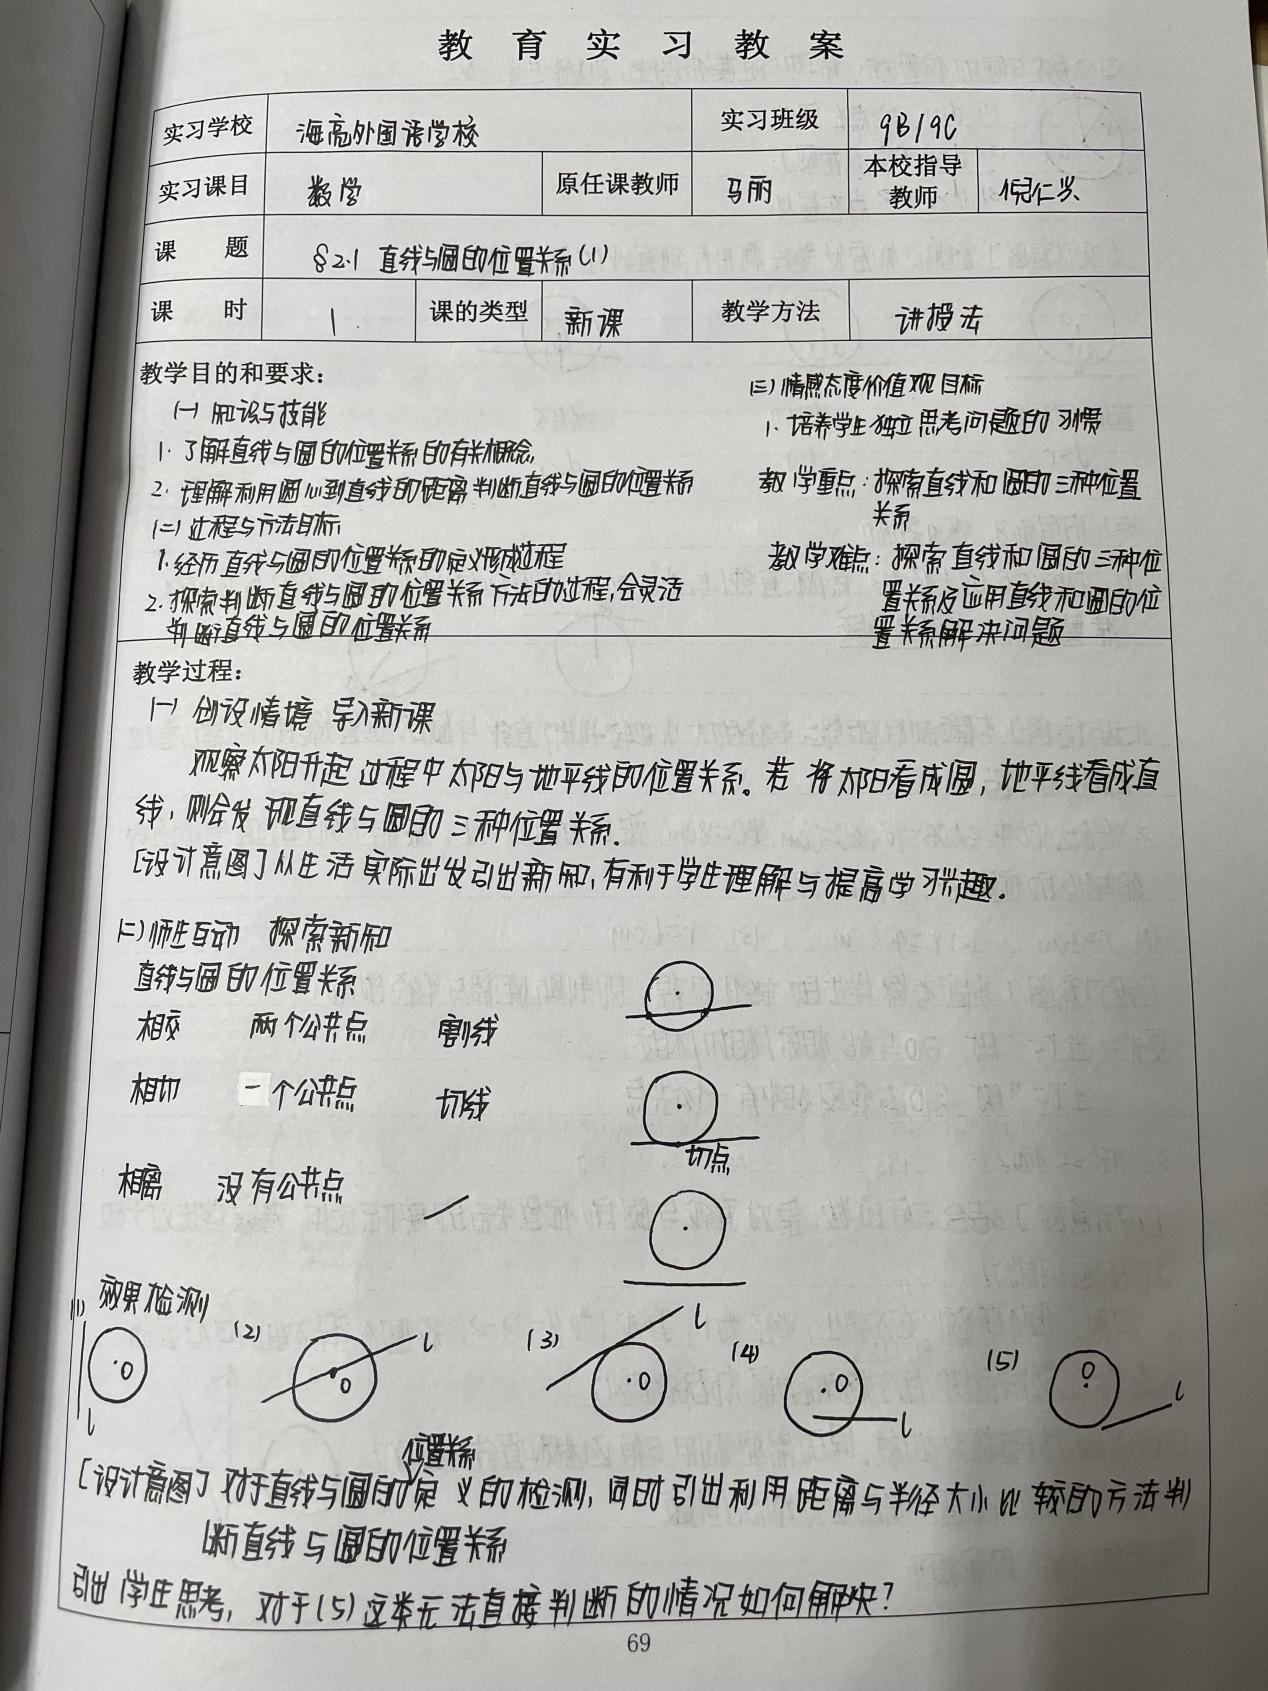 教育实习教案
实习学校 海亮外国语学校 实习班级 9B/9C
实习课目 数学 原任课教师 马丽 本校指导教师 倪仁兴
课题 §2.1 直线与圆的位置关系(1)
课时 1 课的类型 新课 教学方法 讲授法
教学目的和要求：
(一) 知识与技能
1. 了解直线与圆的位置关系的有关概念,
2. 理解利用圆心到直线的距离判断直线与圆的位置关系
(二) 过程与方法目标
1. 经历直线与圆的位置关系的定义形成过程
2. 探索判断直线与圆的位置关系方法的过程,会灵活
判断直线与圆的位置关系
(三) 情感态度价值观目标
1. 培养学生独立思考问题的习惯
教学重点：探索直线和圆的三种位置
关系
教学难点：探索直线和圆的三种位
置关系及应用直线和圆的位
置关系解决问题
教学过程：
(一) 创设情境 导入新课
观察太阳升起过程中太阳与地平线的位置关系。若将太阳看成圆,地平线看成直
线,则会发现直线与圆的三种位置关系.
[设计意图] 从生活实际出发引出新知,有利于学生理解与提高学习兴趣.
(二) 师生互动 探索新知
直线与圆的位置关系
相交 两个公共点 割线
相切 一个公共点 切线
切点
相离 没有公共点
效果检测
(1) O l
(2) O l
(3) O l
(4) O l
(5) O l
位置关系
[设计意图] 对于直线与圆的定义的检测,同时引出利用距离与半径大小比较的方法判
断直线与圆的位置关系
引出学生思考,对于(5)这类无法直接判断的情况如何解决?
69